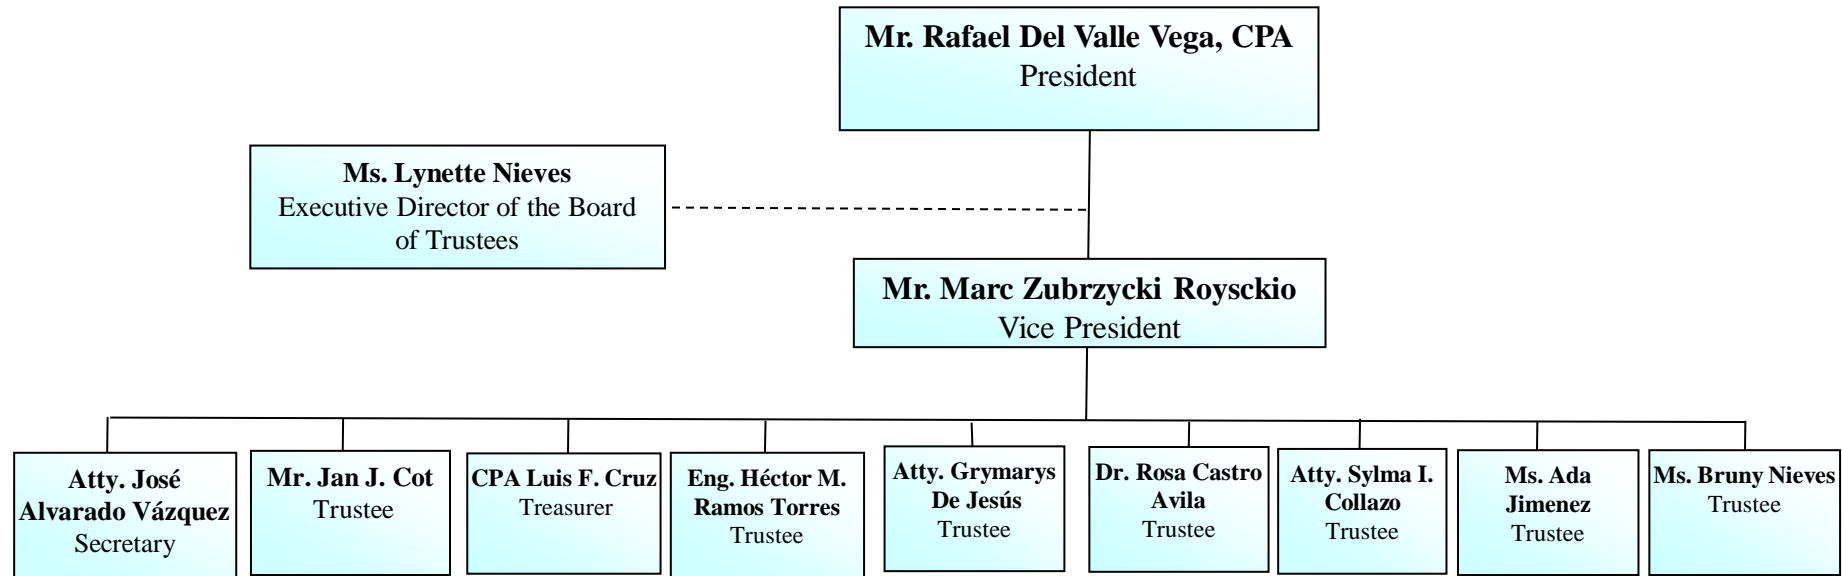 Mr. Rafael Del Valle Vega, CPA
President
Ms. Lynette Nieves
Executive Director of the Board
of Trustees
Mr. Marc Zubrzycki Roysckio
Vice President
Atty. José
Alvarado Vázquez
Secretary
Mr. Jan J. Cot
Trustee
CPA Luis F. Cruz
Treasurer
Eng. Héctor M.
Ramos Torres
Trustee
Atty. Grymarys
De Jesús
Trustee
Dr. Rosa Castro
Avila
Trustee
Atty. Sylma I.
Collazo
Trustee
Ms. Ada
Jimenez
Trustee
Ms. Bruny Nieves
Trustee